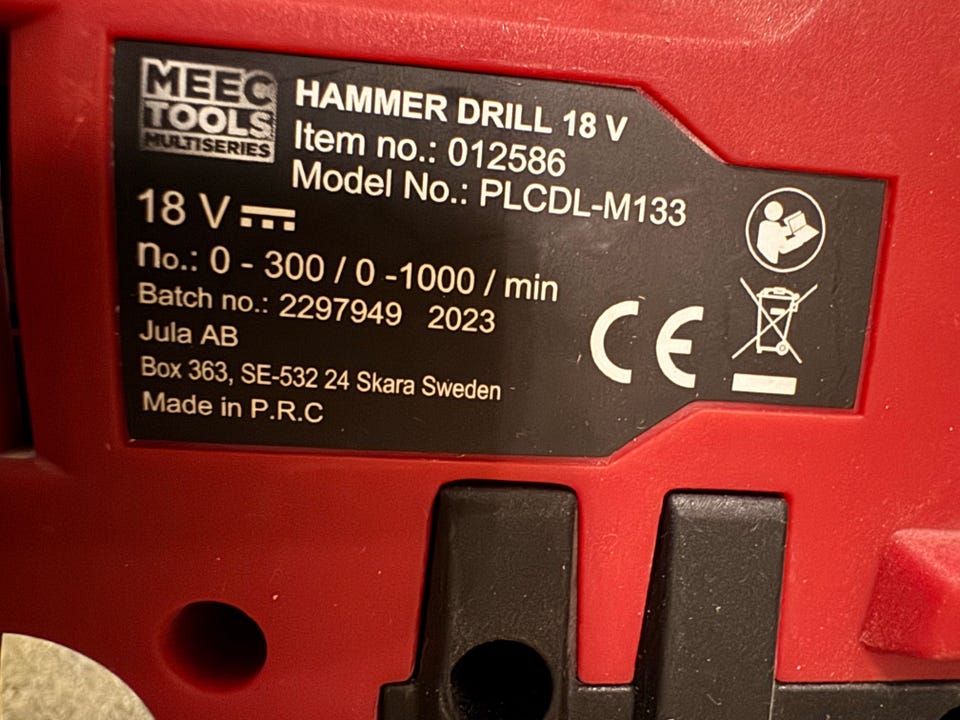 MEEC
TOOLS
MULTISERIES
HAMMER DRILL 18 V
Item no.: 012586
Model No.: PLCDL-M133
18 V
no.: 0 - 300 / 0 -1000 / min
Batch no.: 2297949 2023
Jula AB
Box 363, SE-532 24 Skara Sweden
Made in P.R.C
CE